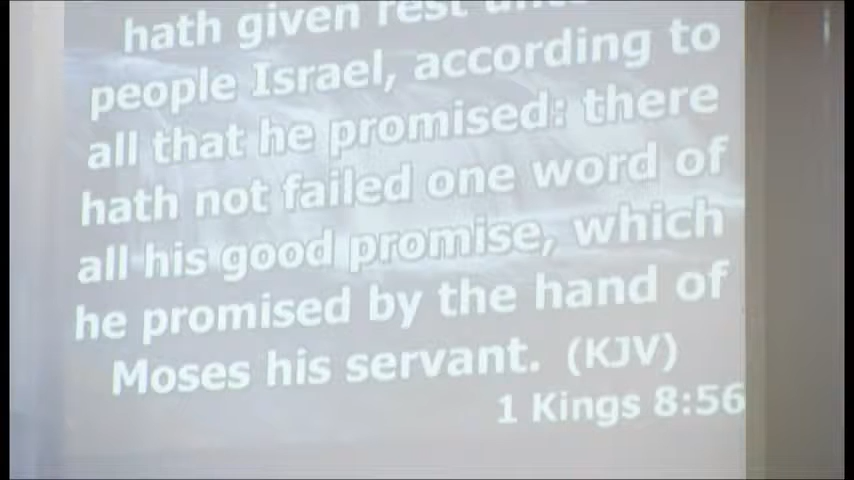 hath given rest
people Israel, according to
all that he promised: there
hath not failed one word of
all his good promise, which
he promised by the hand of
Moses his servant. (KJV)
1 Kings 8:56